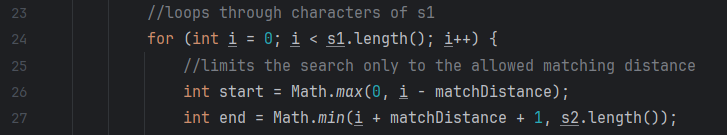 23 //loops through characters of s1
24 for (int i = 0; i < s1.length(); i++) {
25 //limits the search only to the allowed matching distance
26 int start = Math.max(0, i - matchDistance);
27 int end = Math.min(i + matchDistance + 1, s2.length());